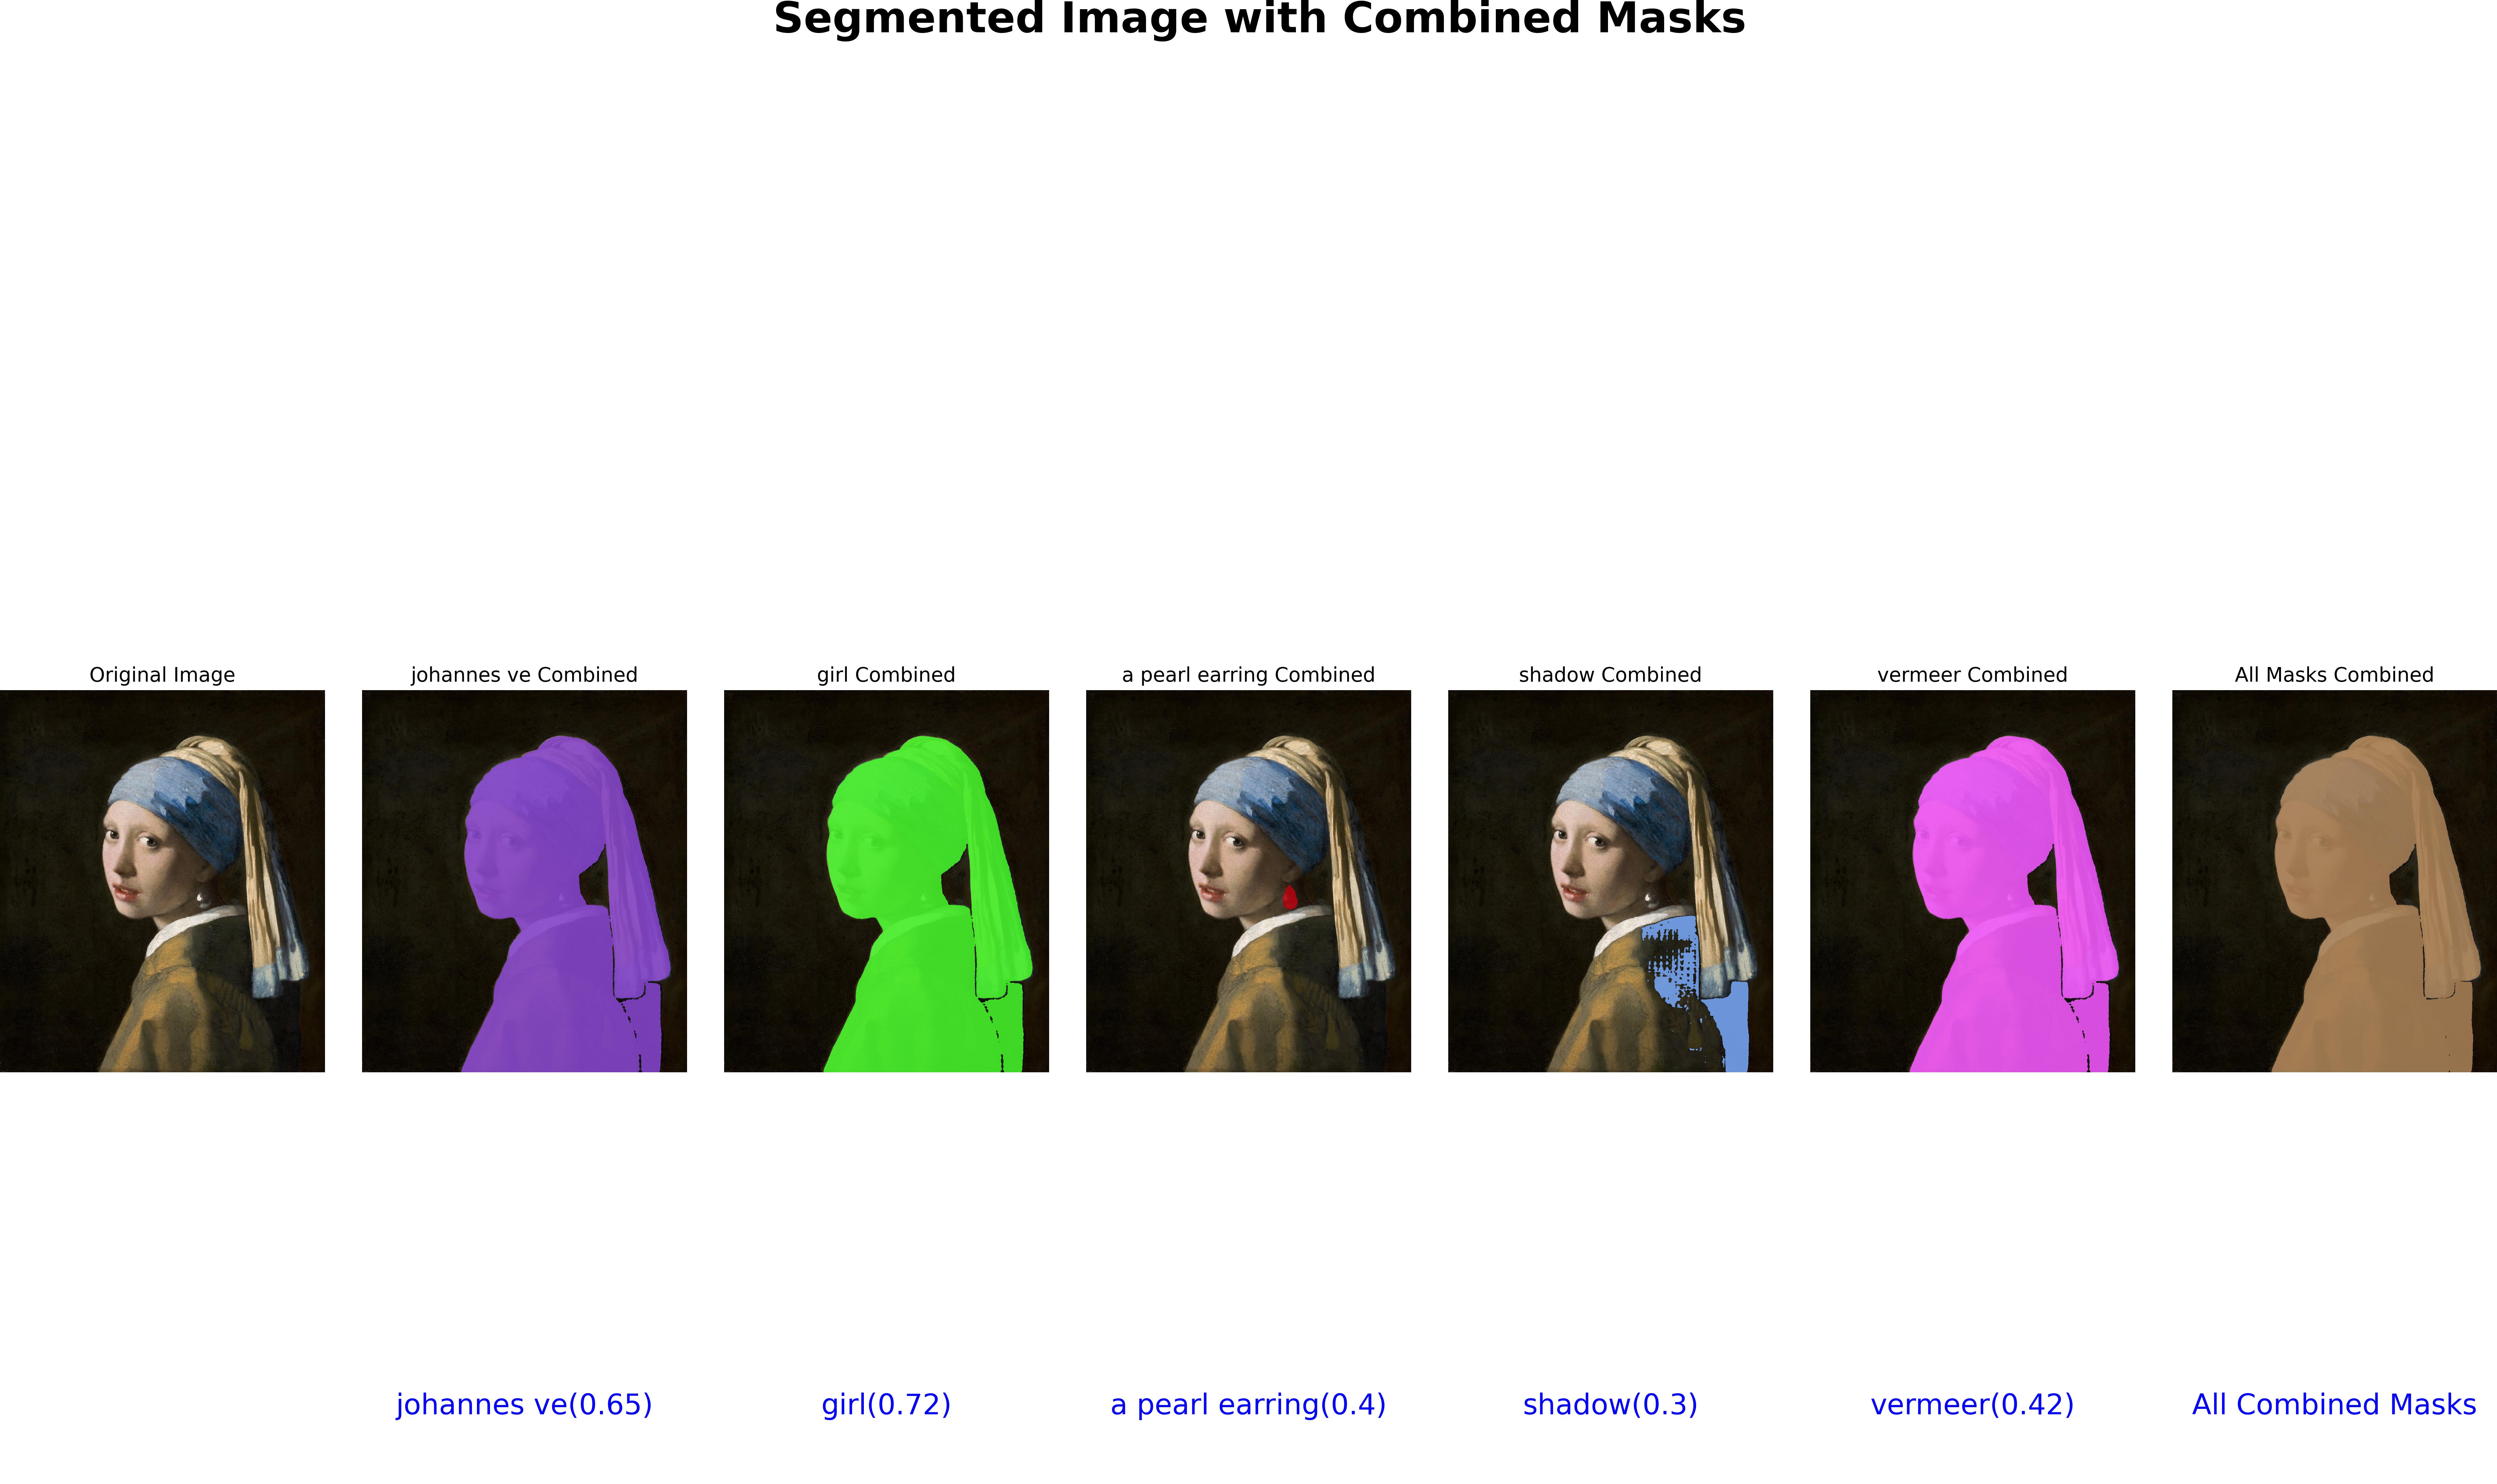 Segmented Image with Combined Masks
Original Image
johannes ve Combined
girl Combined
a pearl earring Combined
shadow Combined
vermeer Combined
All Masks Combined
johannes ve(0.65)
girl(0.72)
a pearl earring(0.4)
shadow(0.3)
vermeer(0.42)
All Combined Masks